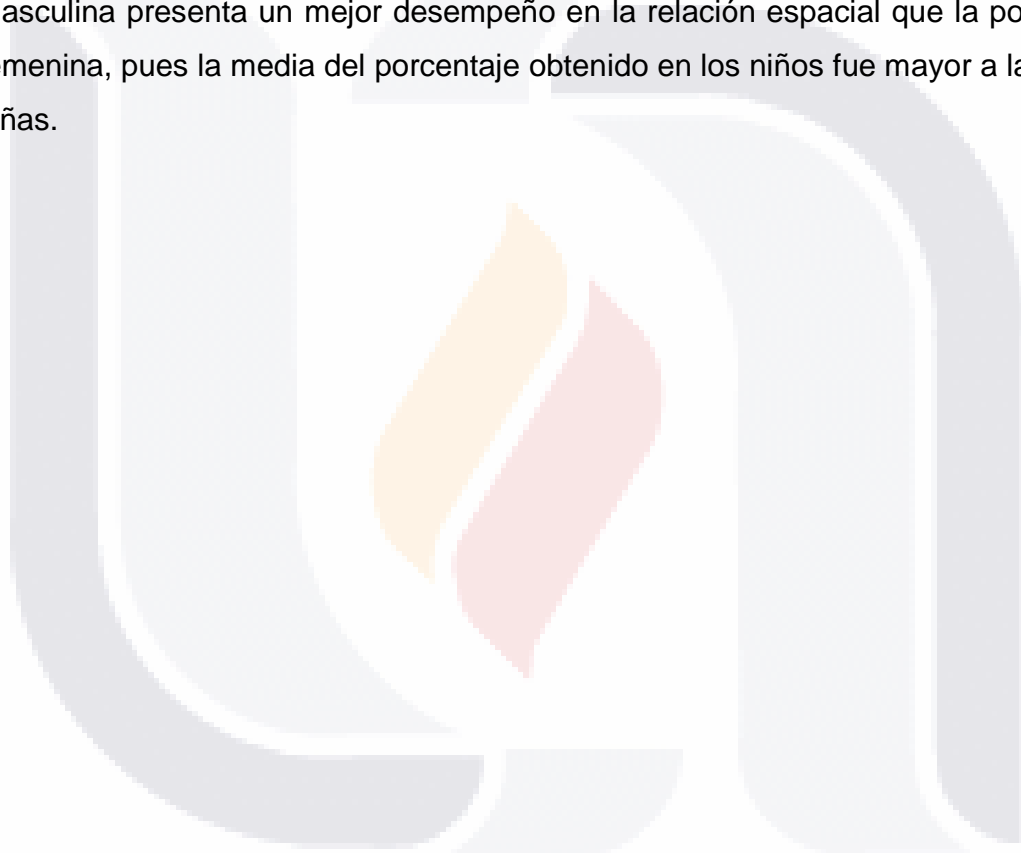 asculina presenta un mejor desempeño en la relación espacial que la po
emenina, pues la media del porcentaje obtenido en los niños fue mayor a la
ñas.